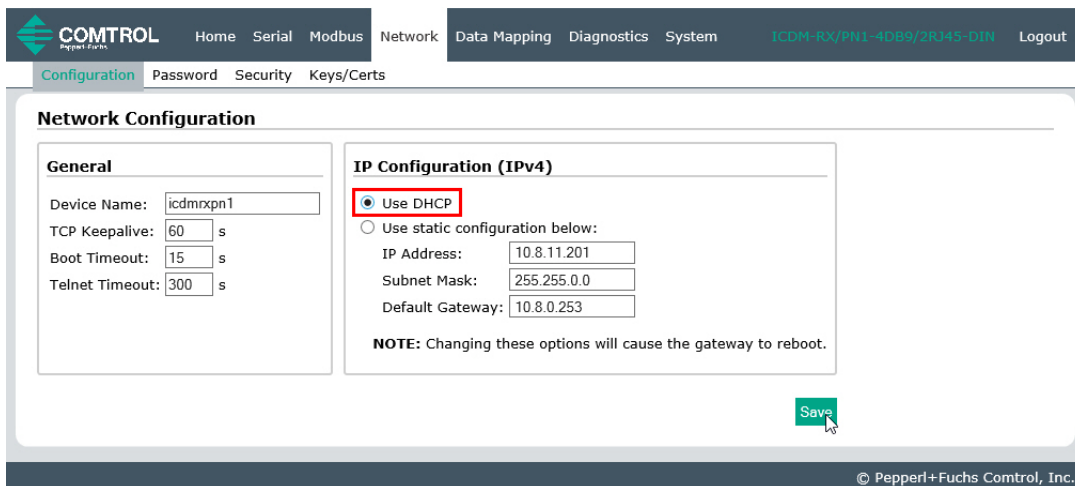 COMTROL
Pepperl+Fuchs
Home Serial Modbus Network Data Mapping Diagnostics System ICDM-RX/PN1-4DB9/2RJ45-DIN Logout
Configuration Password Security Keys/Certs
Network Configuration
General
Device Name: icdmrxpn1
TCP Keepalive: 60 s
Boot Timeout: 15 s
Telnet Timeout: 300 s
IP Configuration (IPv4)
Use DHCP
Use static configuration below:
IP Address: 10.8.11.201
Subnet Mask: 255.255.0.0
Default Gateway: 10.8.0.253
NOTE: Changing these options will cause the gateway to reboot.
Save
© Pepperl+Fuchs Comtrol, Inc.